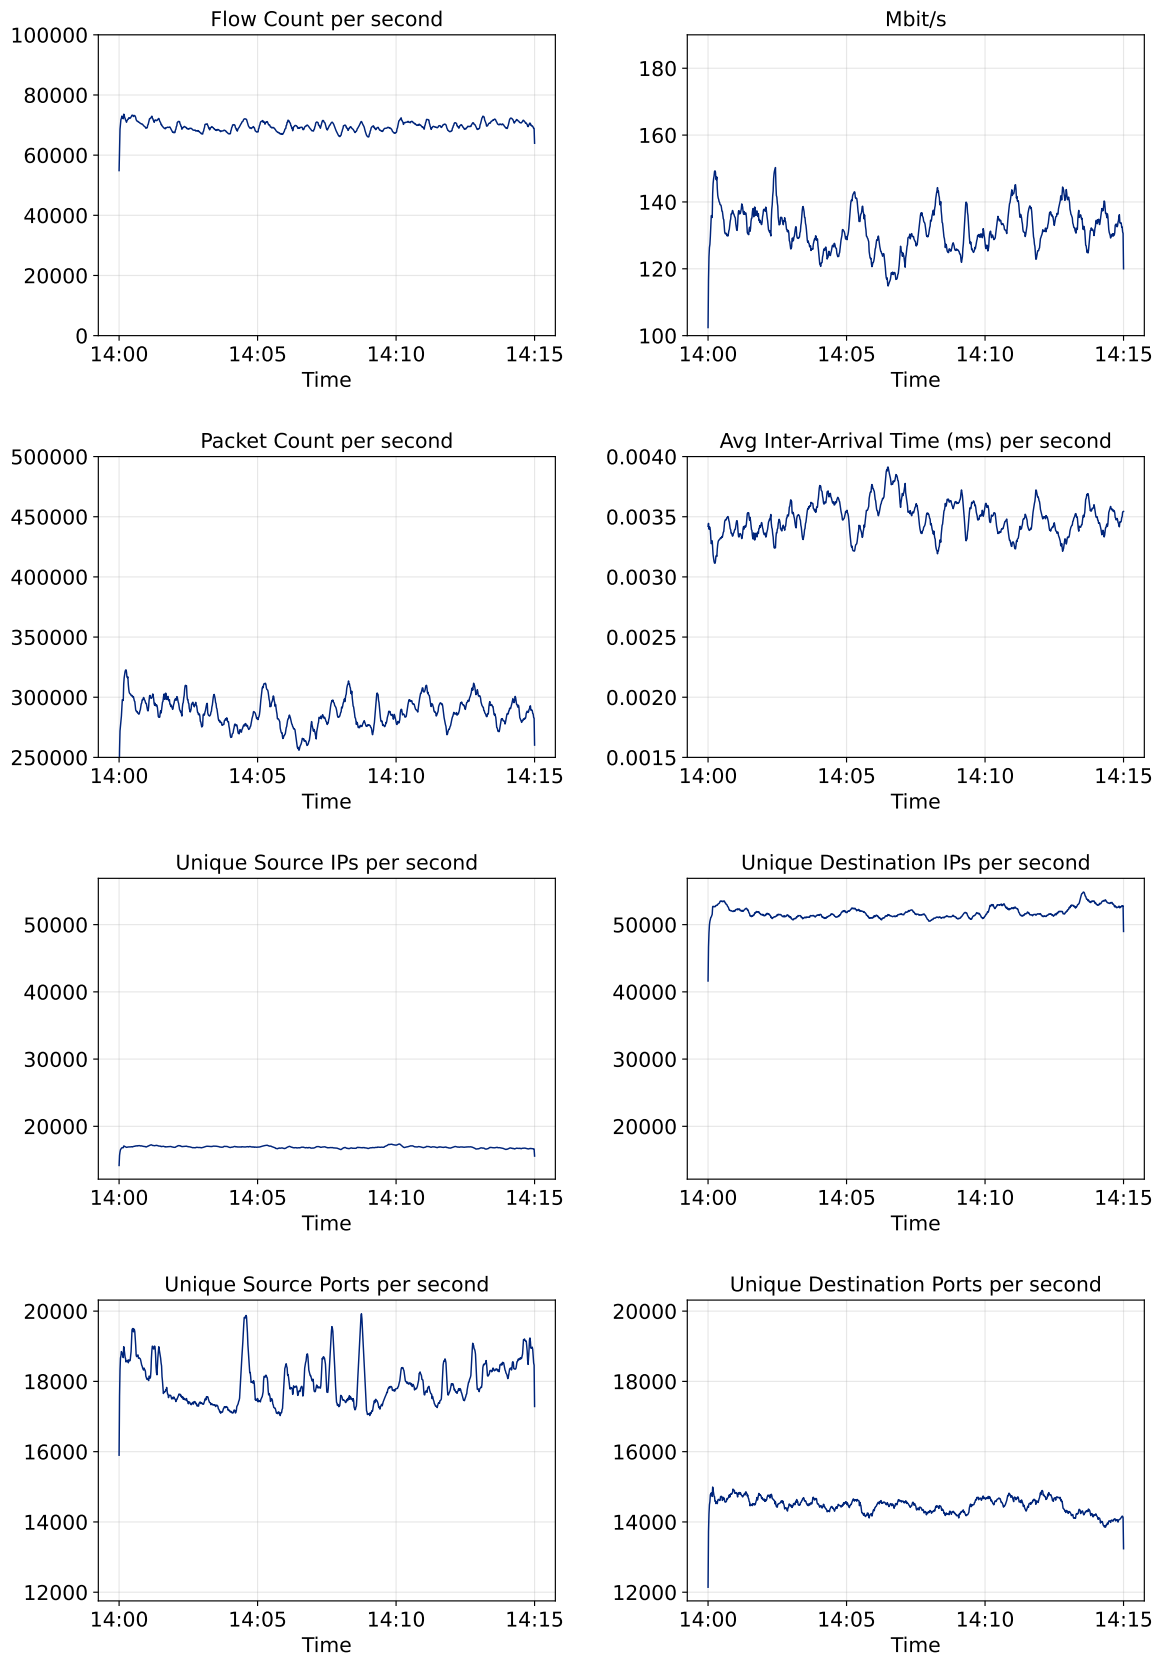 Flow Count per second
100000
80000
60000
40000
20000
0
14:00 14:05 14:10 14:15
Time
Mbit/s
180
160
140
120
100
14:00 14:05 14:10 14:15
Time
Packet Count per second
500000
450000
400000
350000
300000
250000
14:00 14:05 14:10 14:15
Time
Avg Inter-Arrival Time (ms) per second
0.0040
0.0035
0.0030
0.0025
0.0020
0.0015
14:00 14:05 14:10 14:15
Time
Unique Source IPs per second
50000
40000
30000
20000
14:00 14:05 14:10 14:15
Time
Unique Destination IPs per second
50000
40000
30000
20000
14:00 14:05 14:10 14:15
Time
Unique Source Ports per second
20000
18000
16000
14000
12000
14:00 14:05 14:10 14:15
Time
Unique Destination Ports per second
20000
18000
16000
14000
12000
14:00 14:05 14:10 14:15
Time